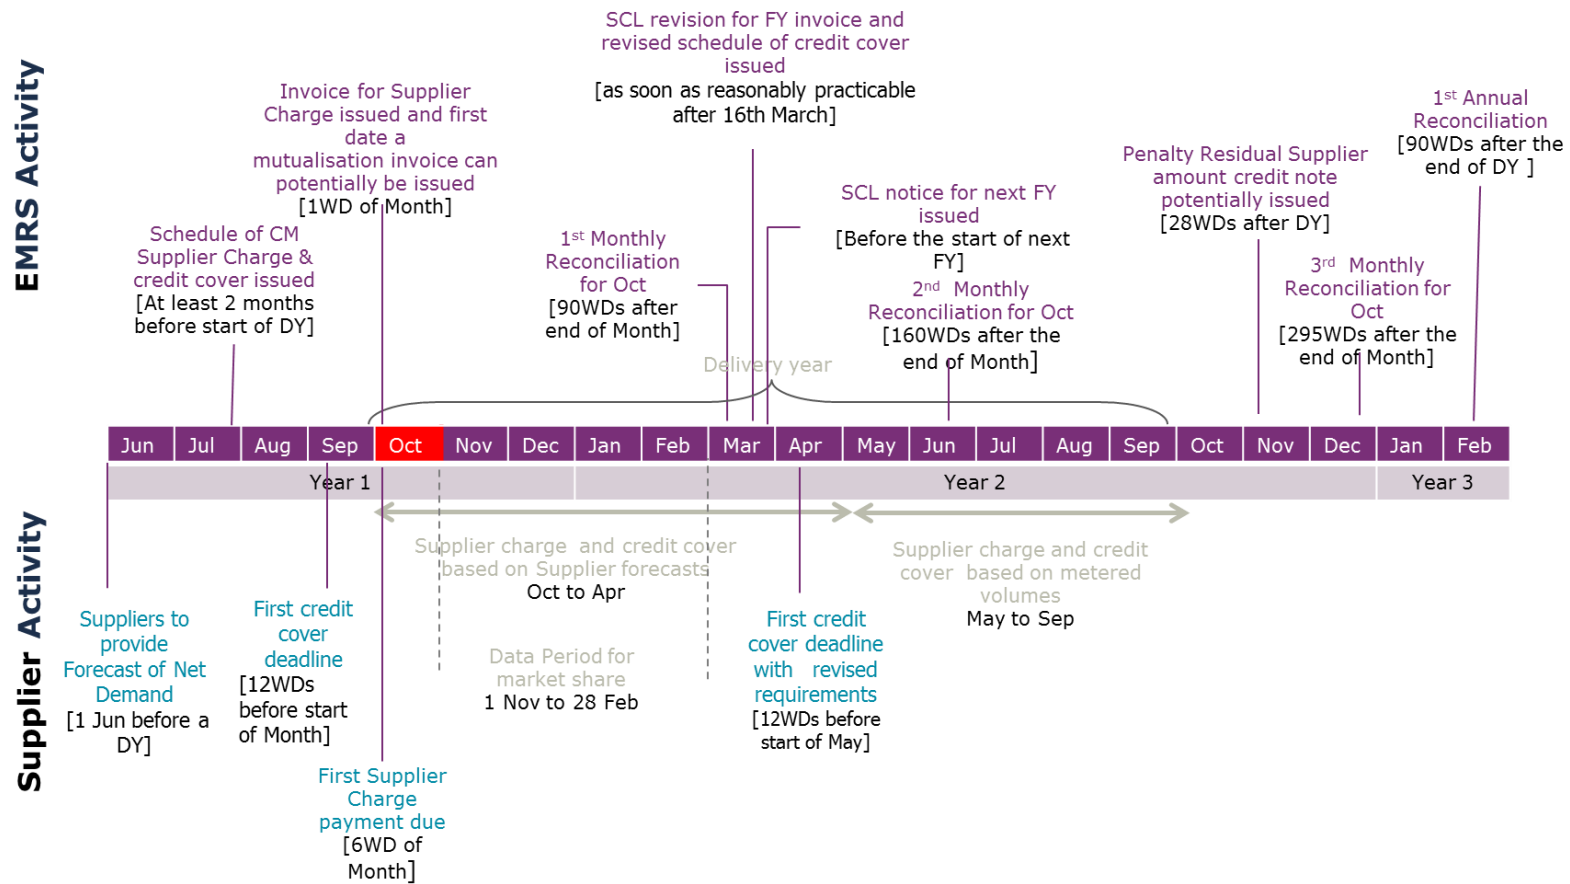 EMRS Activity
SCL revision for FY invoice and
revised schedule of credit cover
issued
[as soon as reasonably practicable
after 16th March]
Invoice for Supplier
Charge issued and first
date a
mutualisation invoice can
potentially be issued
[1WD of Month]
Schedule of CM
Supplier Charge &
credit cover issued
[At least 2 months
before start of DY]
1st Monthly
Reconciliation
for Oct
[90WDs after
end of Month]
SCL notice for next FY
issued
[Before the start of next
FY]
2nd Monthly
Reconciliation for Oct
[160WDs after the
end of Month]
Penalty Residual Supplier
amount credit note
potentially issued
[28WDs after DY]
1st Annual
Reconciliation
[90WDs after the
end of DY ]
3rd Monthly
Reconciliation for
Oct
[295WDs after the
end of Month]
Delivery year
Jun Jul Aug Sep Oct Nov Dec Jan Feb Mar Apr May Jun Jul Aug Sep Oct Nov Dec Jan Feb
Year 1 Year 2 Year 3
Supplier Activity
Supplier charge and credit cover
based on Supplier forecasts
Oct to Apr
Supplier charge and credit
cover based on metered
volumes
May to Sep
Suppliers to
provide
Forecast of Net
Demand
[1 Jun before a
DY]
First credit
cover
deadline
[12WDs
before start
of Month]
Data Period for
market share
1 Nov to 28 Feb
First credit
cover deadline
with revised
requirements
[12WDs before
start of May]
First Supplier
Charge
payment due
[6WD of
Month]